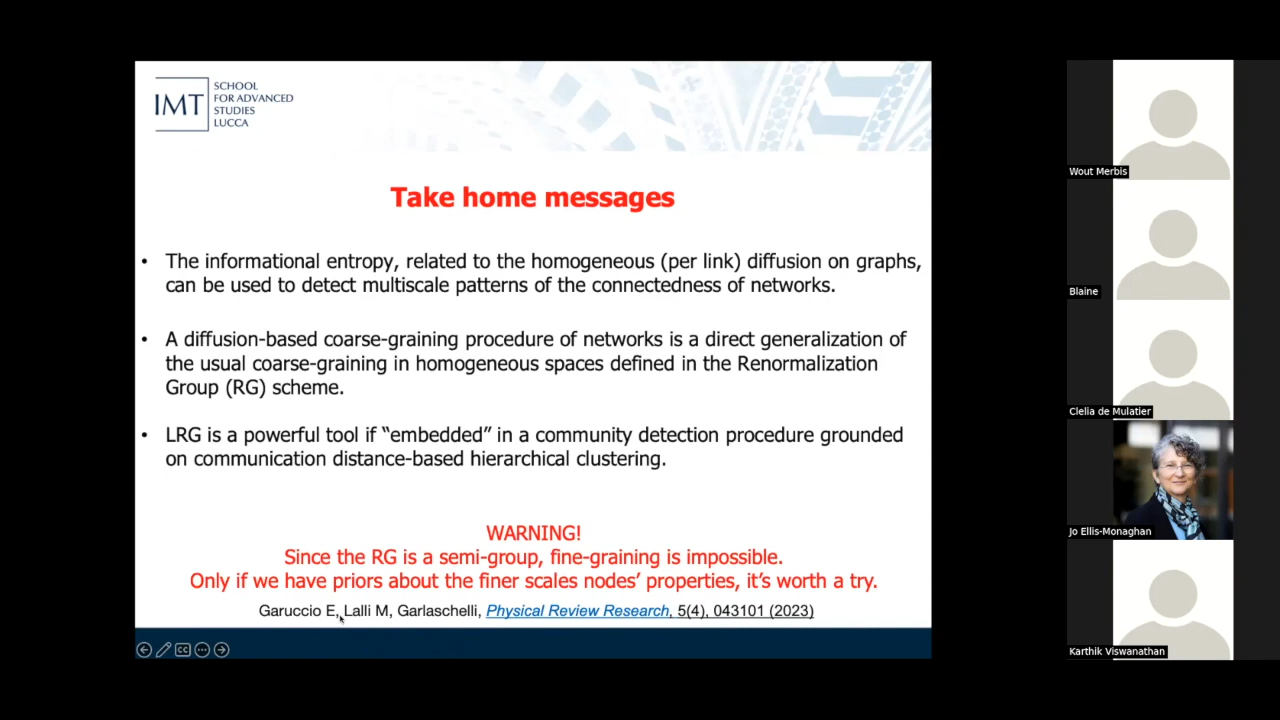 IMT
SCHOOL
FOR ADVANCED
STUDIES
LUCCA
Take home messages
• The informational entropy, related to the homogeneous (per link) diffusion on graphs,
can be used to detect multiscale patterns of the connectedness of networks.
• A diffusion-based coarse-graining procedure of networks is a direct generalization of
the usual coarse-graining in homogeneous spaces defined in the Renormalization
Group (RG) scheme.
• LRG is a powerful tool if “embedded” in a community detection procedure grounded
on communication distance-based hierarchical clustering.
WARNING!
Since the RG is a semi-group, fine-graining is impossible.
Only if we have priors about the finer scales nodes’ properties, it’s worth a try.
Garuccio E, Lalli M, Garlaschelli, Physical Review Research, 5(4), 043101 (2023)
CC
Wout Merbis
Blaine
Clelia de Mulatier
Jo Ellis-Monaghan
Karthik Viswanathan